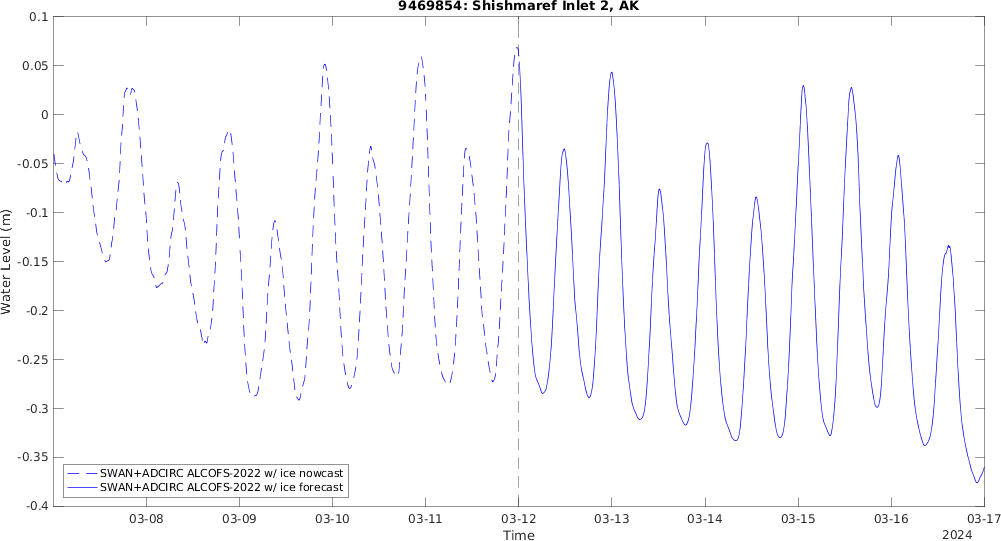 9469854: Shishmaref Inlet 2, AK
0.1
0.05
0
-0.05
-0.1
-0.15
-0.2
-0.25
-0.3
-0.35
-0.4
Water Level (m)
SWAN+ADCIRC ALCOFS-2022 w/ ice nowcast
SWAN+ADCIRC ALCOFS-2022 w/ ice forecast
03-08 03-09 03-10 03-11 03-12 03-13 03-14 03-15 03-16 03-17
Time
2024